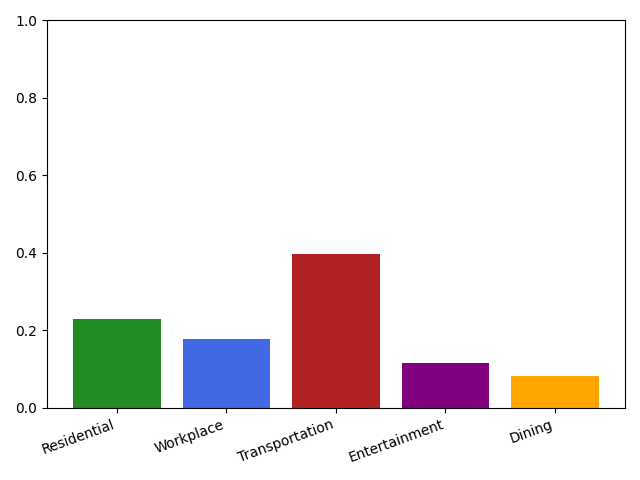 1.0
0.8
0.6
0.4
0.2
0.0
Residential
Workplace
Transportation
Entertainment
Dining